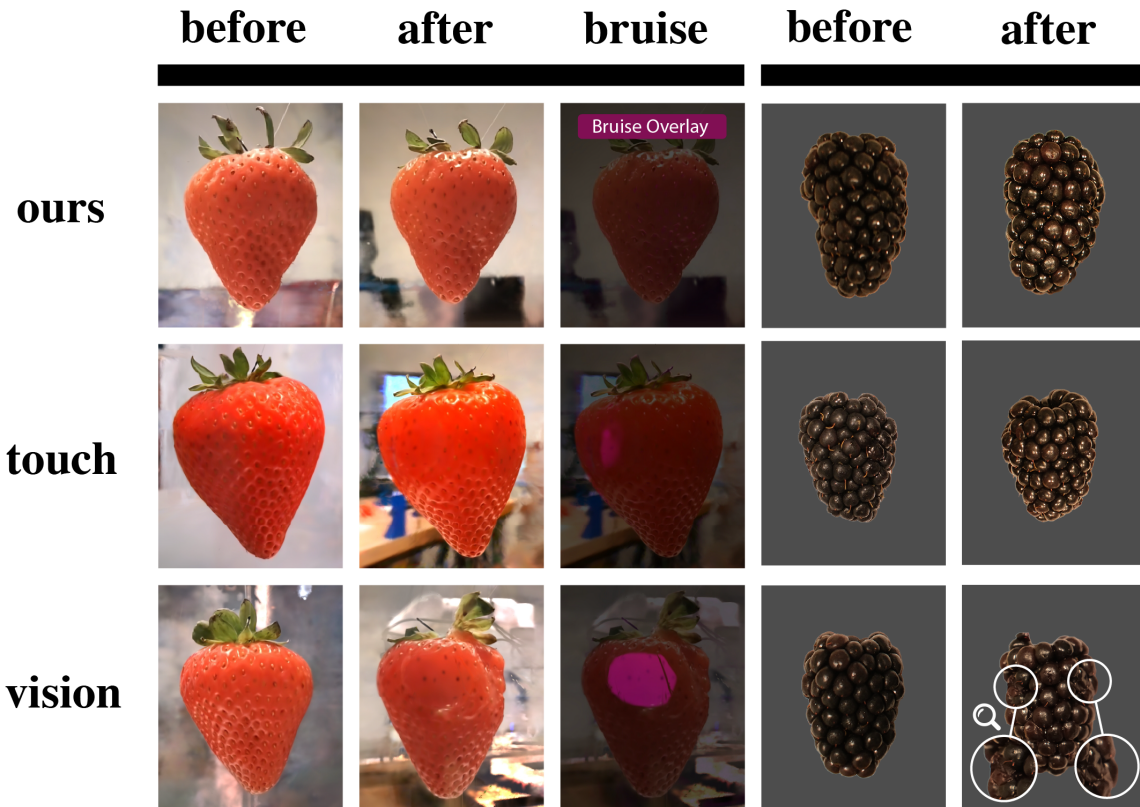 before after bruise before after
Bruise Overlay
ours
touch
vision